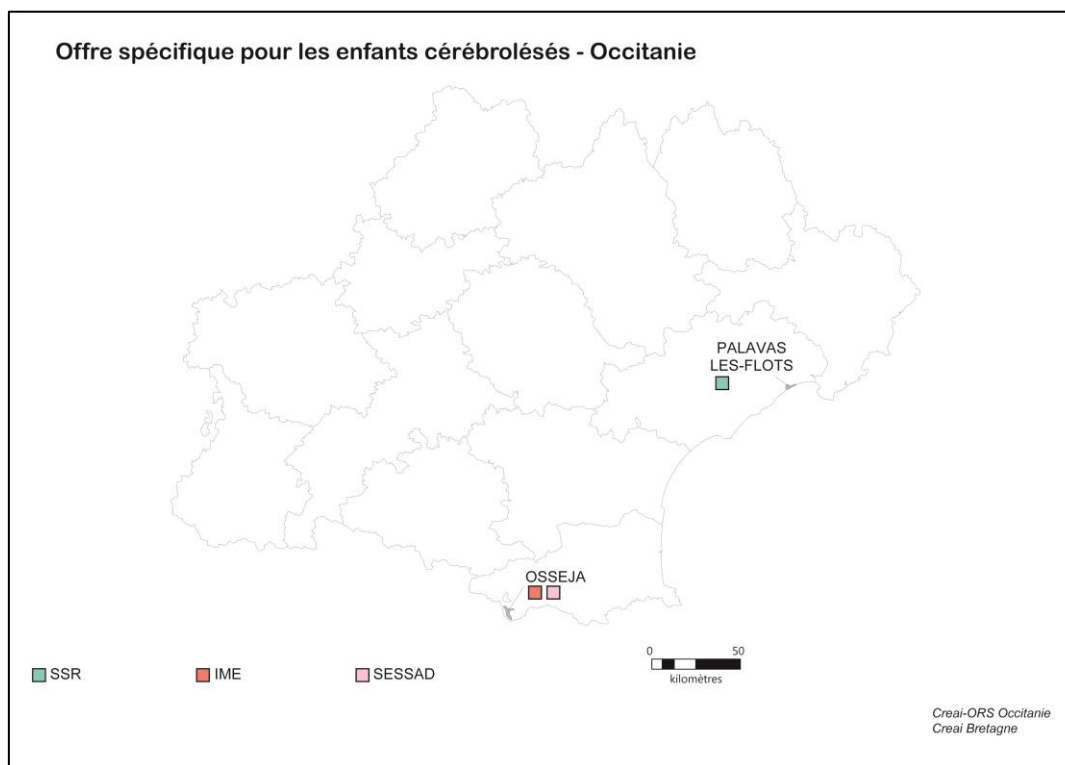 Offre spécifique pour les enfants cérébrolésés - Occitanie
PALAVAS
LES-FLOTS
OSSEJA
SSR
IME
SESSAD
0 50
kilomètres
Creai-ORS Occitanie
Creai Bretagne